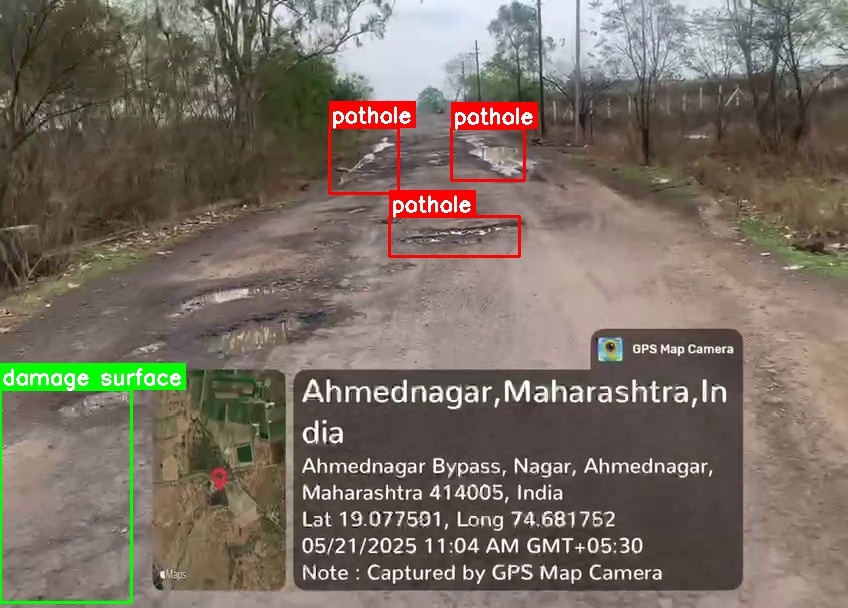 pothole
pothole
pothole
damage surface
GPS Map Camera
Ahmednagar,Maharashtra,In
dia
Ahmednagar Bypass, Nagar, Ahmednagar,
Maharashtra 414005, India
Lat 19.077501, Long 74.681762
05/21/2025 11:04 AM GMT+05:30
Note : Captured by GPS Map Camera
Maps